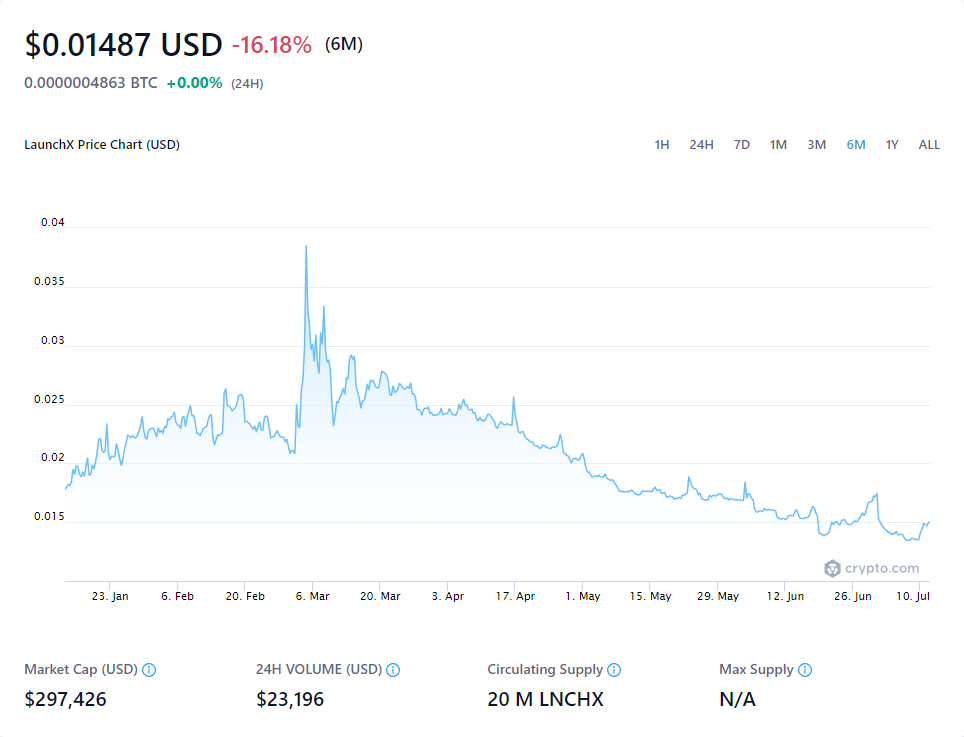 $0.01487 USD -16.18% (6M)
0.0000004863 BTC +0.00% (24H)
LaunchX Price Chart (USD) 1H 24H 7D 1M 3M 6M 1Y ALL
0.04
0.035
0.03
0.025
0.02
0.015
crypto.com
23. Jan 6. Feb 20. Feb 6. Mar 20. Mar 3. Apr 17. Apr 1. May 15. May 29. May 12. Jun 26. Jun 10. Jul
Market Cap (USD) 24H VOLUME (USD) Circulating Supply Max Supply
$297,426 $23,196 20 M LNCHX N/A